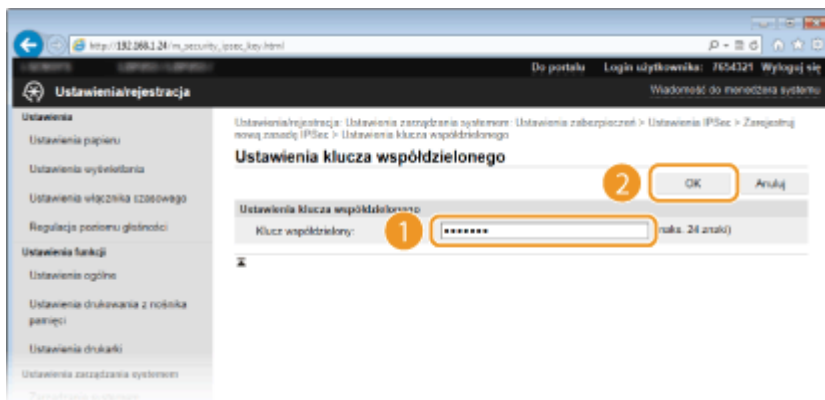 http://192.168.1.24/m_security_ipsec_key.html
Do portalu Login użytkownika: 7654321 Wyloguj się
Ustawienia/rejestracja
Wiadomość do menedżera systemu
Ustawienia
Ustawienia papieru
Ustawienia wyświetlania
Ustawienia włącznika czasowego
Regulacja poziomu głośności
Ustawienia funkcji
Ustawienia ogólne
Ustawienia drukowania z nośnika
pamięci
Ustawienia drukarki
Ustawienia zarządzania systemem
Zarządzanie systemem
Ustawienia/rejestracja: Ustawienia zarządzania systemem: Ustawienia zabezpieczeń > Ustawienia IPSec > Zarejestruj
nową zasadę IPSec > Ustawienia klucza współdzielonego
Ustawienia klucza współdzielonego
2
OK Anuluj
Ustawienia klucza współdzielonego
Klucz współdzielony: 1 ••••••• maks. 24 znaki)